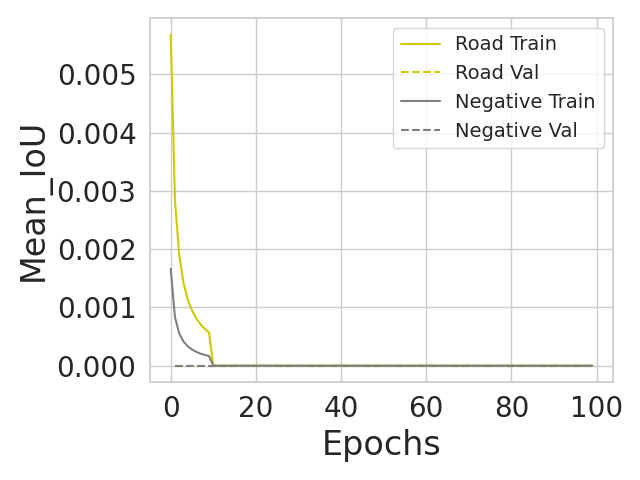 Road Train
Road Val
Negative Train
Negative Val
Mean_IoU
0.005
0.004
0.003
0.002
0.001
0.000
0 20 40 60 80 100
Epochs